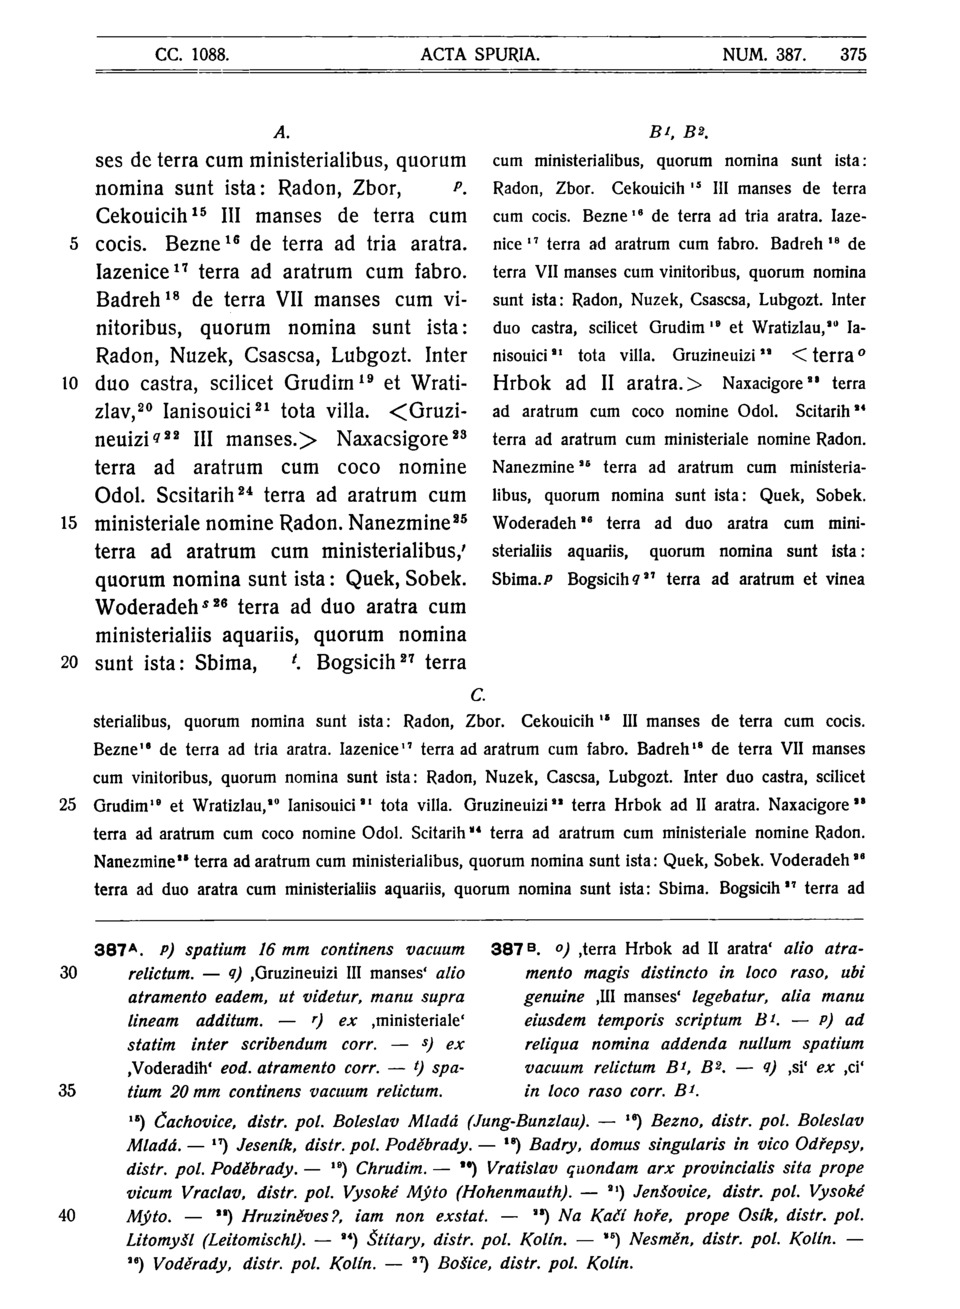 CC. 1088. ACTA SPURIA. NUM. 387. 375
A.
ses de terra cum ministerialibus, quorum
nomina sunt ista: Radon, Zbor, p.
Cekouicih 15 III manses de terra cum
5 cocis. Bezne 16 de terra ad tria aratra.
Iazenice 17 terra ad aratrum cum fabro.
Badreh 18 de terra VII manses cum vi-
nitoribus, quorum nomina sunt ista:
Radon, Nuzek, Csascsa, Lubgozt. Inter
10 duo castra, scilicet Grudim 19 et Wrati-
zlav,20 Ianisouici 21 tota villa. <Gruzi-
neuizi q 22 III manses.> Naxacsigore 23
terra ad aratrum cum coco nomine
Odol. Scsitarih 24 terra ad aratrum cum
15 ministeriale nomine Radon. Nanezmine 25
terra ad aratrum cum ministerialibus,r
quorum nomina sunt ista: Quek, Sobek.
Woderadeh s 26 terra ad duo aratra cum
ministerialiis aquariis, quorum nomina
20 sunt ista: Sbima, t. Bogsicih 27 terra
B1, B2.
cum ministerialibus, quorum nomina sunt ista:
Radon, Zbor. Cekouicih 15 III manses de terra
cum cocis. Bezne 16 de terra ad tria aratra. Iaze-
nice 17 terra ad aratrum cum fabro. Badreh 18 de
terra VII manses cum vinitoribus, quorum nomina
sunt ista: Radon, Nuzek, Csascsa, Lubgozt. Inter
duo castra, scilicet Grudim 19 et Wratizlau,20 Ia-
nisouici 21 tota villa. Gruzineuizi 22 <terra o
Hrbok ad II aratra.> Naxacigore 23 terra
ad aratrum cum coco nomine Odol. Scitarih 24
terra ad aratrum cum ministeriale nomine Radon.
Nanezmine 25 terra ad aratrum cum ministeria-
libus, quorum nomina sunt ista: Quek, Sobek.
Woderadeh 26 terra ad duo aratra cum mini-
sterialiis aquariis, quorum nomina sunt ista:
Sbima.p Bogsicih q 27 terra ad aratrum et vinea
C.
sterialibus, quorum nomina sunt ista: Radon, Zbor. Cekouicih 15 III manses de terra cum cocis.
Bezne 16 de terra ad tria aratra. Iazenice 17 terra ad aratrum cum fabro. Badreh 18 de terra VII manses
cum vinitoribus, quorum nomina sunt ista: Radon, Nuzek, Cascsa, Lubgozt. Inter duo castra, scilicet
25 Grudim 19 et Wratizlau,20 Ianisouici 21 tota villa. Gruzineuizi 22 terra Hrbok ad II aratra. Naxacigore 23
terra ad aratrum cum coco nomine Odol. Scitarih 24 terra ad aratrum cum ministeriale nomine Radon.
Nanezmine 25 terra ad aratrum cum ministerialibus, quorum nomina sunt ista: Quek, Sobek. Voderadeh 26
terra ad duo aratra cum ministerialiis aquariis, quorum nomina sunt ista: Sbima. Bogsicih 27 terra ad
387A. p) spatium 16 mm continens vacuum
30 relictum. — q) ‚Gruzineuizi III manses‘ alio
atramento eadem, ut videtur, manu supra
lineam additum. — r) ex ‚ministeriale‘
statim inter scribendum corr. — s) ex
‚Voderadih‘ eod. atramento corr. — t) spa-
35 tium 20 mm continens vacuum relictum.
387B. o) ‚terra Hrbok ad II aratra‘ alio atra-
mento magis distincto in loco raso, ubi
genuine ‚III manses‘ legebatur, alia manu
eiusdem temporis scriptum B1. — p) ad
reliqua nomina addenda nullum spatium
vacuum relictum B1, B2. — q) ‚si‘ ex ‚ci‘
in loco raso corr. B1.
15) Čachovice, distr. pol. Boleslav Mladá (Jung-Bunzlau). — 16) Bezno, distr. pol. Boleslav
Mladá. — 17) Jeseník, distr. pol. Poděbrady. — 18) Badry, domus singularis in vico Odřepsy,
distr. pol. Poděbrady. — 19) Chrudim. — 20) Vratislav quondam arx provincialis sita prope
vicum Vraclav, distr. pol. Vysoké Mýto (Hohenmauth). — 21) Jenšovice, distr. pol. Vysoké
40 Mýto. — 22) Hruziněves?, iam non exstat. — 23) Na Kačí hoře, prope Osík, distr. pol.
Litomyšl (Leitomischl). — 24) Štítary, distr. pol. Kolín. — 25) Nesměn, distr. pol. Kolín. —
26) Voděrady, distr. pol. Kolín. — 27) Bošice, distr. pol. Kolín.